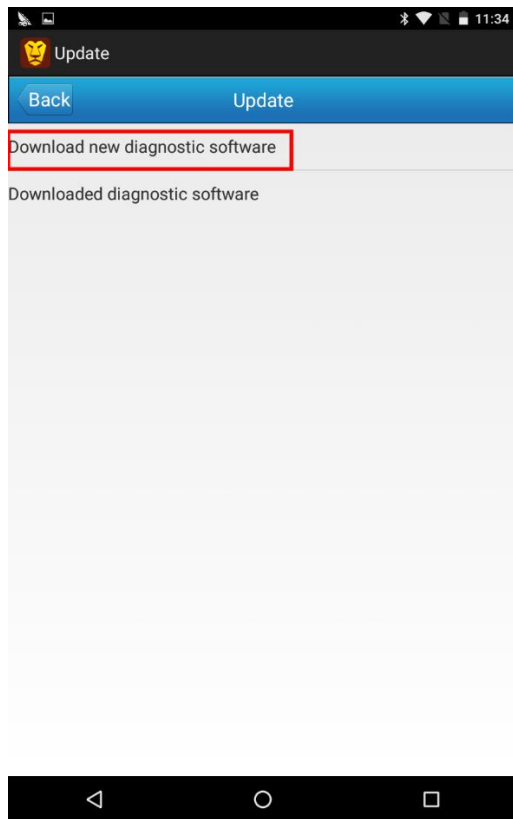 11:34
Update
Back
Update
Download new diagnostic software
Downloaded diagnostic software